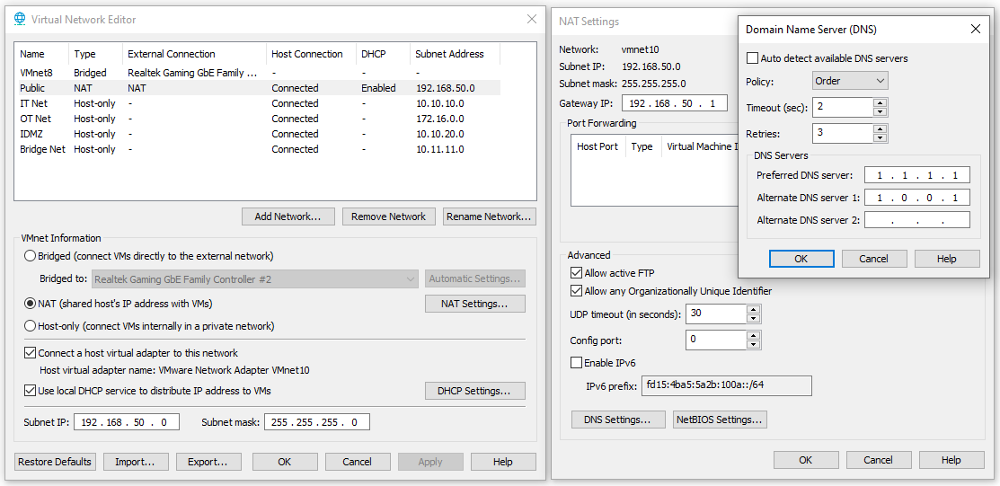 Virtual Network Editor
Name Type External Connection Host Connection DHCP Subnet Address
VMnet8 Bridged Realtek Gaming GbE Family ... - - -
Public NAT NAT Connected Enabled 192.168.50.0
IT Net Host-only - Connected - 10.10.10.0
OT Net Host-only - Connected - 172.16.0.0
IDMZ Host-only - Connected - 10.10.20.0
Bridge Net Host-only - Connected - 10.11.11.0
Add Network... Remove Network Rename Network...
VMnet Information
Bridged (connect VMs directly to the external network)
Bridged to: Realtek Gaming GbE Family Controller #2 Automatic Settings...
NAT (shared host's IP address with VMs) NAT Settings...
Host-only (connect VMs internally in a private network)
Connect a host virtual adapter to this network
Host virtual adapter name: VMware Network Adapter VMnet10
Use local DHCP service to distribute IP address to VMs DHCP Settings...
Subnet IP: 192 . 168 . 50 . 0 Subnet mask: 255 . 255 . 255 . 0
Restore Defaults Import... Export... OK Cancel Apply Help
NAT Settings
Network: vmnet10
Subnet IP: 192.168.50.0
Subnet mask: 255.255.255.0
Gateway IP: 192 . 168 . 50 . 1
Port Forwarding
Host Port Type Virtual Machine I
Advanced
Allow active FTP
Allow any Organizationally Unique Identifier
UDP timeout (in seconds): 30
Config port: 0
Enable IPv6
IPv6 prefix: fd15:4ba5:5a2b:100a::/64
DNS Settings... NetBIOS Settings...
OK Cancel Help
Domain Name Server (DNS)
Auto detect available DNS servers
Policy: Order
Timeout (sec): 2
Retries: 3
DNS Servers
Preferred DNS server: 1 . 1 . 1 . 1
Alternate DNS server 1: 1 . 0 . 0 . 1
Alternate DNS server 2: . . .
OK Cancel Help